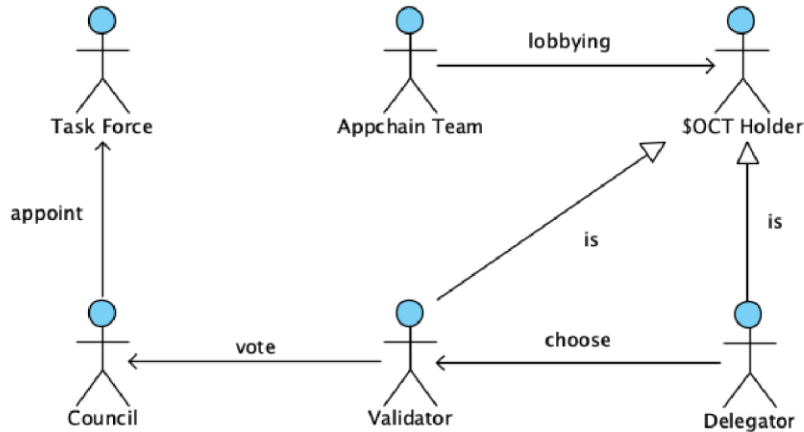 lobbying
Task Force
Appchain Team
$OCT Holder
appoint
is
is
vote
choose
Council
Validator
Delegator